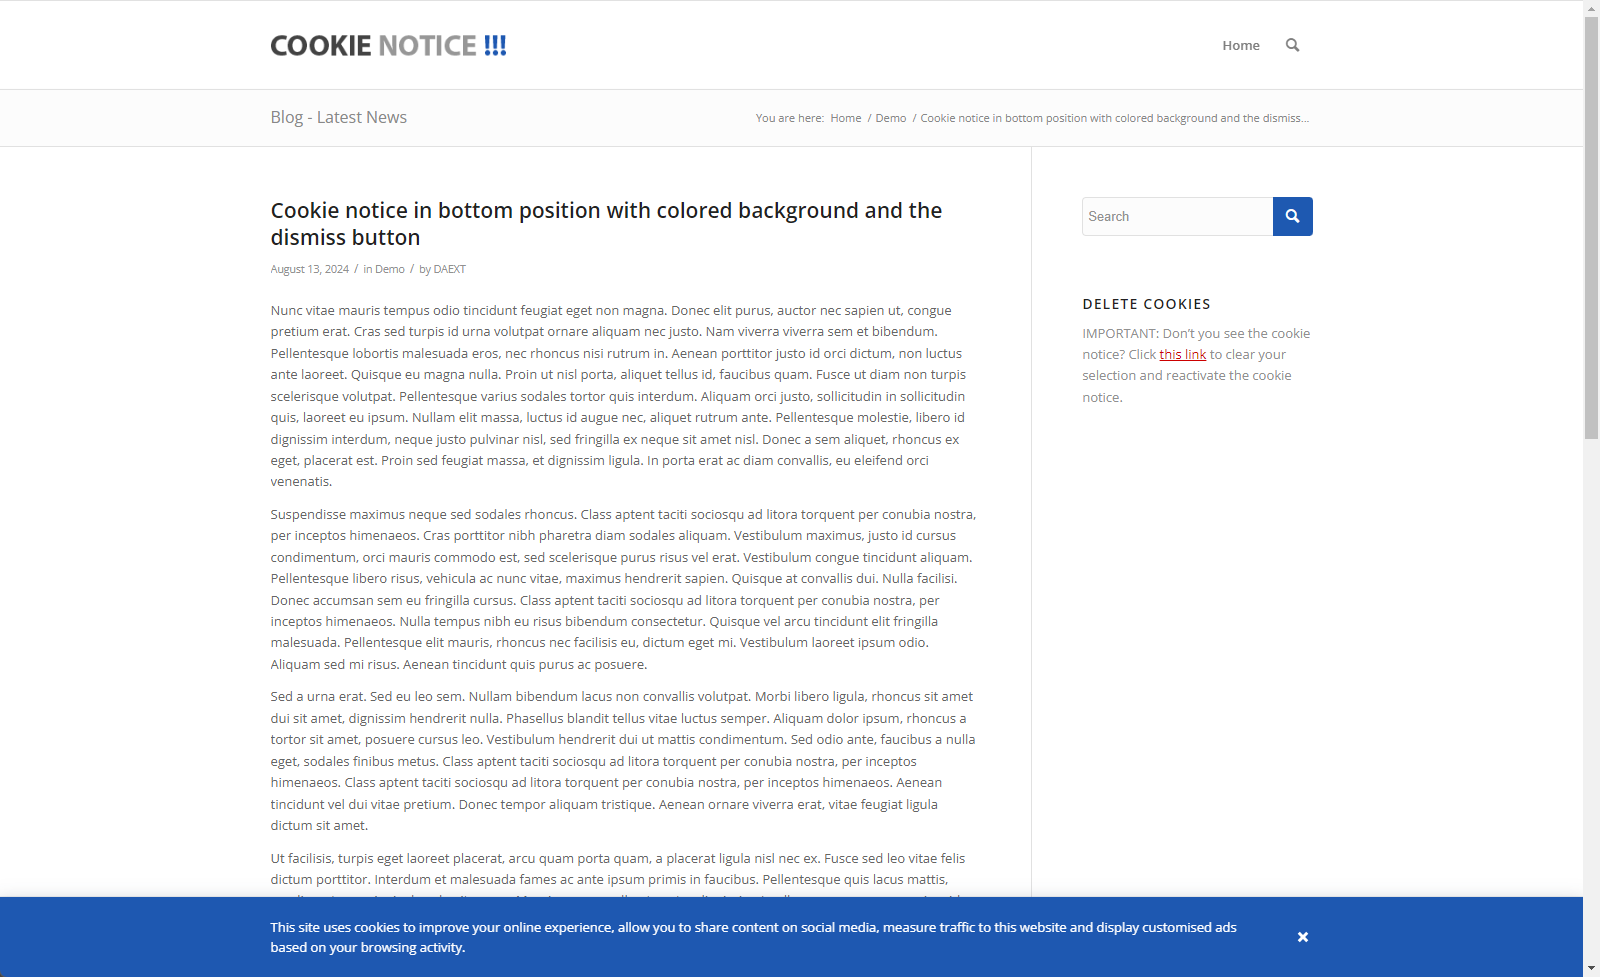 COOKIE NOTICE !!!
Home
Blog - Latest News
You are here: Home / Demo / Cookie notice in bottom position with colored background and the dismiss...
Cookie notice in bottom position with colored background and the
dismiss button
August 13, 2024 / in Demo / by DAEXT
Nunc vitae mauris tempus odio tincidunt feugiat eget non magna. Donec elit purus, auctor nec sapien ut, congue
pretium erat. Cras sed turpis id urna volutpat ornare aliquam nec justo. Nam viverra viverra sem et bibendum.
Pellentesque lobortis malesuada eros, nec rhoncus nisi rutrum in. Aenean porttitor justo id orci dictum, non luctus
ante laoreet. Quisque eu magna nulla. Proin ut nisl porta, aliquet tellus id, faucibus quam. Fusce ut diam non turpis
scelerisque volutpat. Pellentesque varius sodales tortor quis interdum. Aliquam orci justo, sollicitudin in sollicitudin
quis, laoreet eu ipsum. Nullam elit massa, luctus id augue nec, aliquet rutrum ante. Pellentesque molestie, libero id
dignissim interdum, neque justo pulvinar nisl, sed fringilla ex neque sit amet nisl. Donec a sem aliquet, rhoncus ex
eget, placerat est. Proin sed feugiat massa, et dignissim ligula. In porta erat ac diam convallis, eu eleifend orci
venenatis.
Suspendisse maximus neque sed sodales rhoncus. Class aptent taciti sociosqu ad litora torquent per conubia nostra,
per inceptos himenaeos. Cras porttitor nibh pharetra diam sodales aliquam. Vestibulum maximus, justo id cursus
condimentum, orci mauris commodo est, sed scelerisque purus risus vel erat. Vestibulum congue tincidunt aliquam.
Pellentesque libero risus, vehicula ac nunc vitae, maximus hendrerit sapien. Quisque at convallis dui. Nulla facilisi.
Donec accumsan sem eu fringilla cursus. Class aptent taciti sociosqu ad litora torquent per conubia nostra, per
inceptos himenaeos. Nulla tempus nibh eu risus bibendum consectetur. Quisque vel arcu tincidunt elit fringilla
malesuada. Pellentesque elit mauris, rhoncus nec facilisis eu, dictum eget mi. Vestibulum laoreet ipsum odio.
Aliquam sed mi risus. Aenean tincidunt quis purus ac posuere.
Sed a urna erat. Sed eu leo sem. Nullam bibendum lacus non convallis volutpat. Morbi libero ligula, rhoncus sit amet
dui sit amet, dignissim hendrerit nulla. Phasellus blandit tellus vitae luctus semper. Aliquam dolor ipsum, rhoncus a
tortor sit amet, posuere cursus leo. Vestibulum hendrerit dui ut mattis condimentum. Sed odio ante, faucibus a nulla
eget, sodales finibus metus. Class aptent taciti sociosqu ad litora torquent per conubia nostra, per inceptos
himenaeos. Class aptent taciti sociosqu ad litora torquent per conubia nostra, per inceptos himenaeos. Aenean
tincidunt vel dui vitae pretium. Donec tempor aliquam tristique. Aenean ornare viverra erat, vitae feugiat ligula
dictum sit amet.
Ut facilisis, turpis eget laoreet placerat, arcu quam porta quam, a placerat ligula nisl nec ex. Fusce sed leo vitae felis
dictum porttitor. Interdum et malesuada fames ac ante ipsum primis in faucibus. Pellentesque quis lacus mattis,
Search
DELETE COOKIES
IMPORTANT: Don't you see the cookie
notice? Click this link to clear your
selection and reactivate the cookie
notice.
This site uses cookies to improve your online experience, allow you to share content on social media, measure traffic to this website and display customised ads
based on your browsing activity.